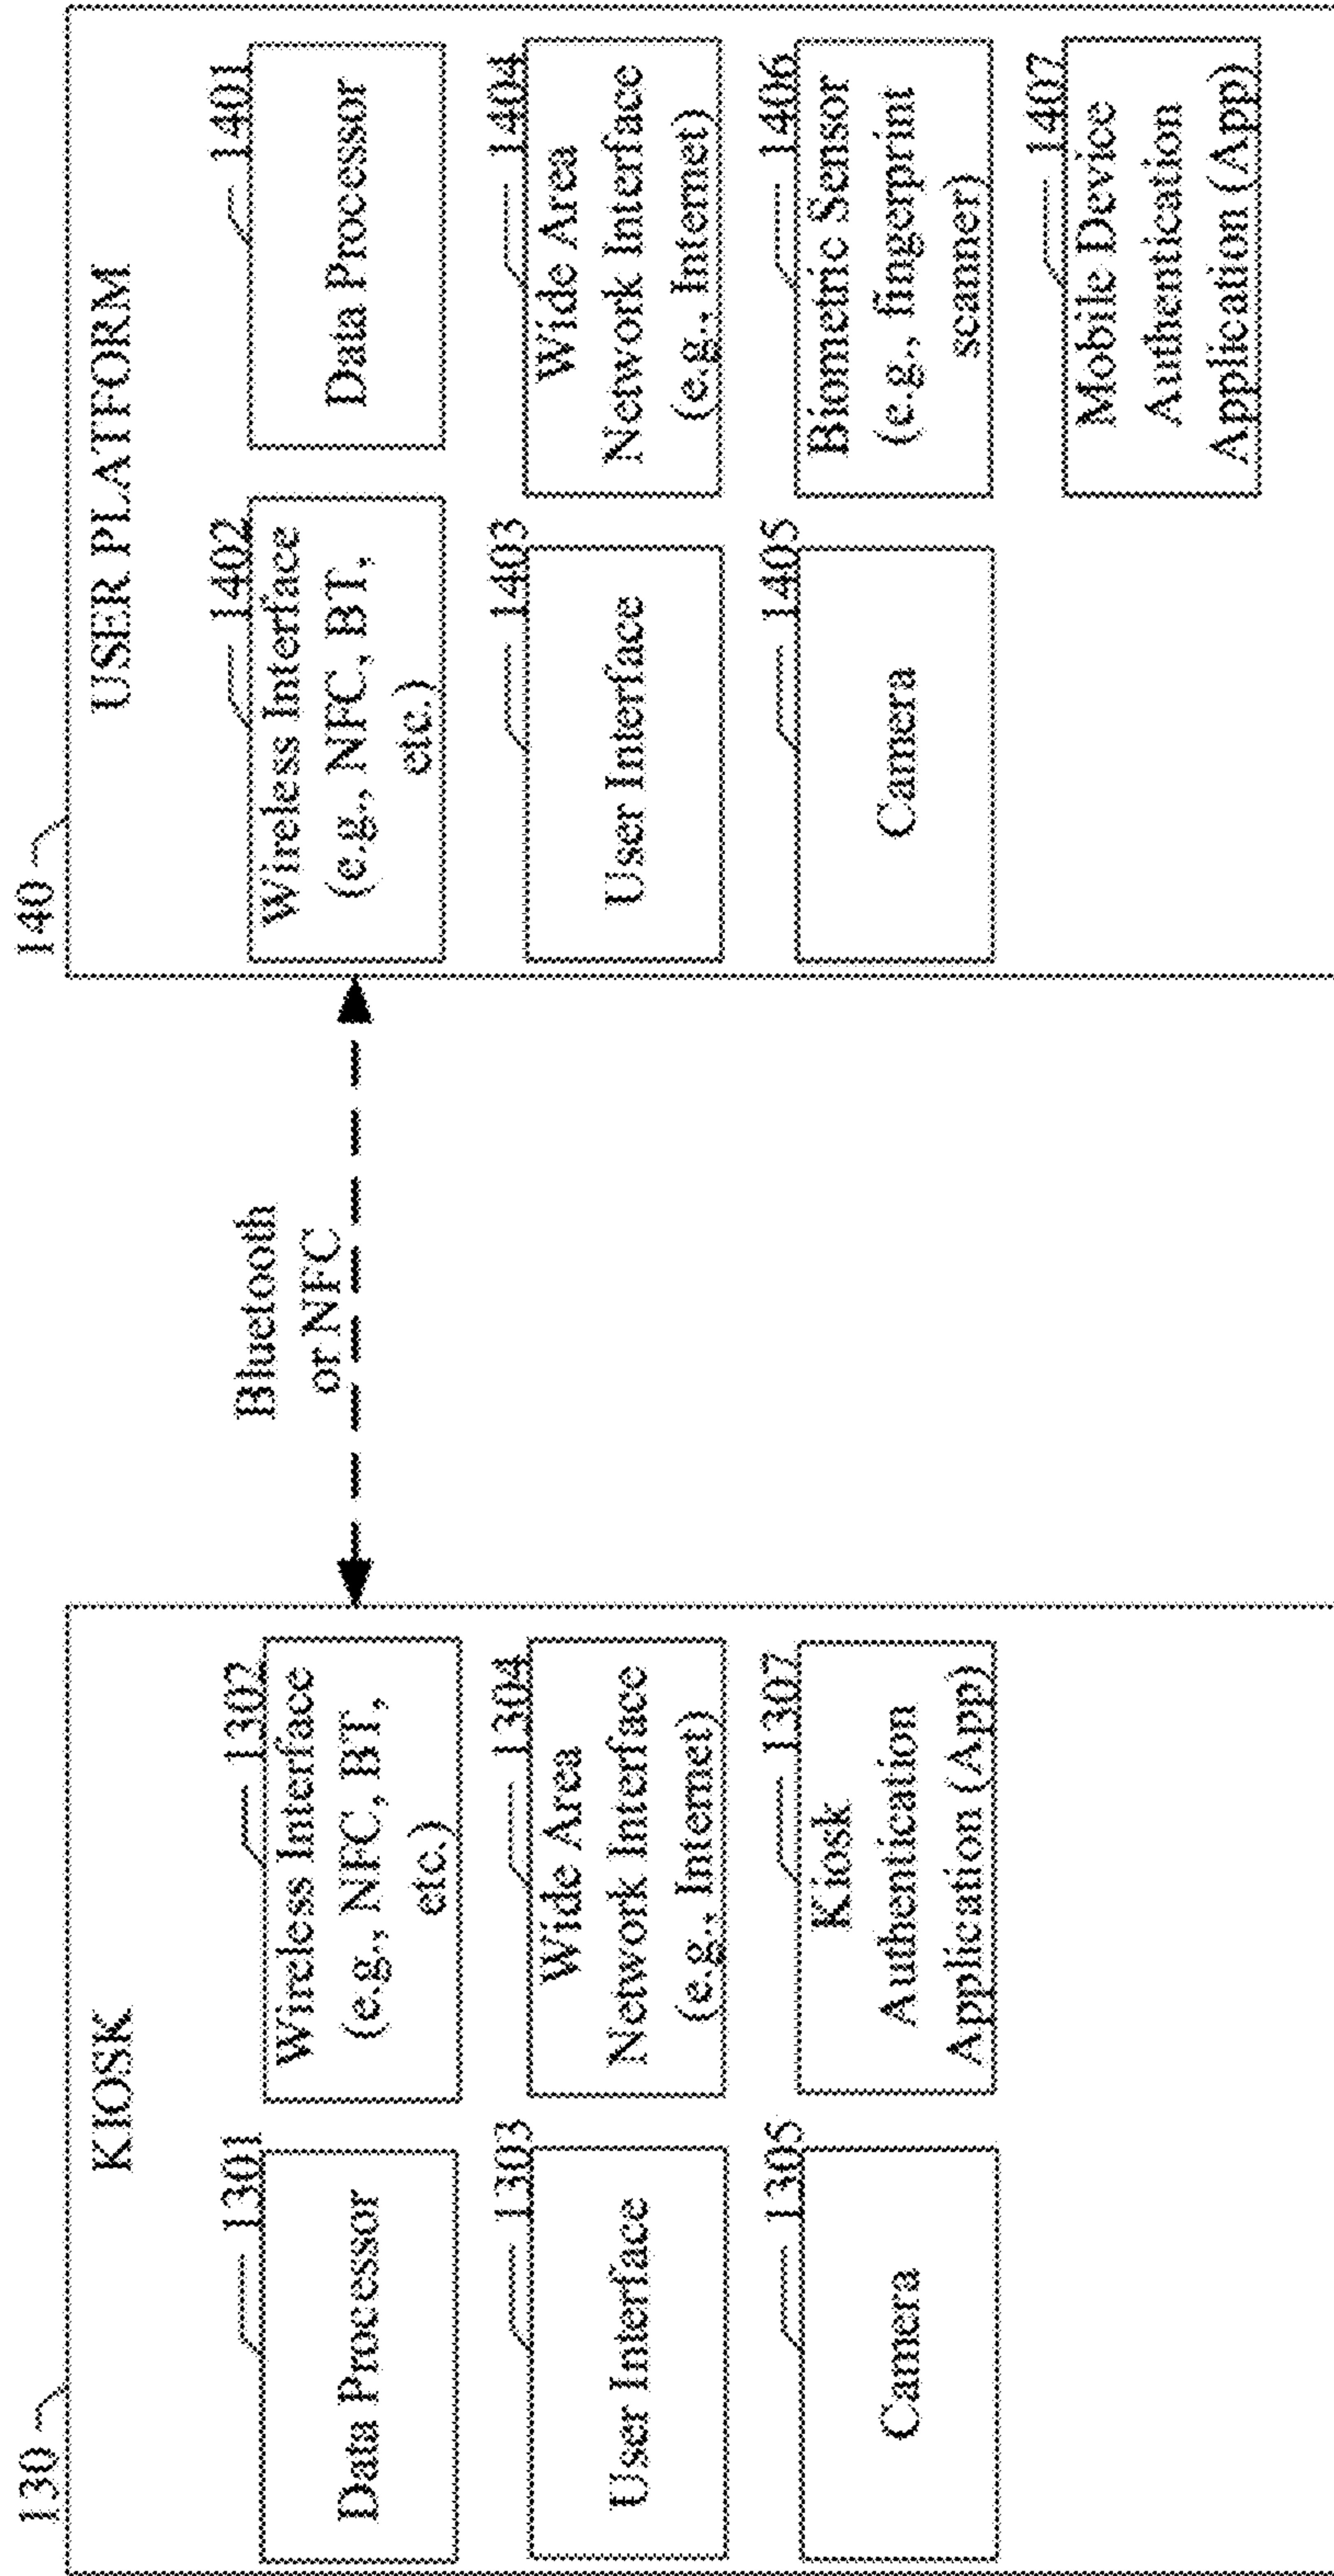 130
KIOSK
1301
Data Processor
1302
Wireless Interface
(e.g., NFC, BT,
etc.)
1303
User Interface
1304
Wide Area
Network Interface
(e.g., Internet)
1305
Camera
1307
Kiosk
Authentication
Application (App)
Bluetooth
or NFC
140
USER PLATFORM
1402
Wireless Interface
(e.g., NFC, BT,
etc.)
1401
Data Processor
1403
User Interface
1404
Wide Area
Network Interface
(e.g., Internet)
1405
Camera
1406
Biometric Sensor
(e.g., fingerprint
scanner)
1407
Mobile Device
Authentication
Application (App)